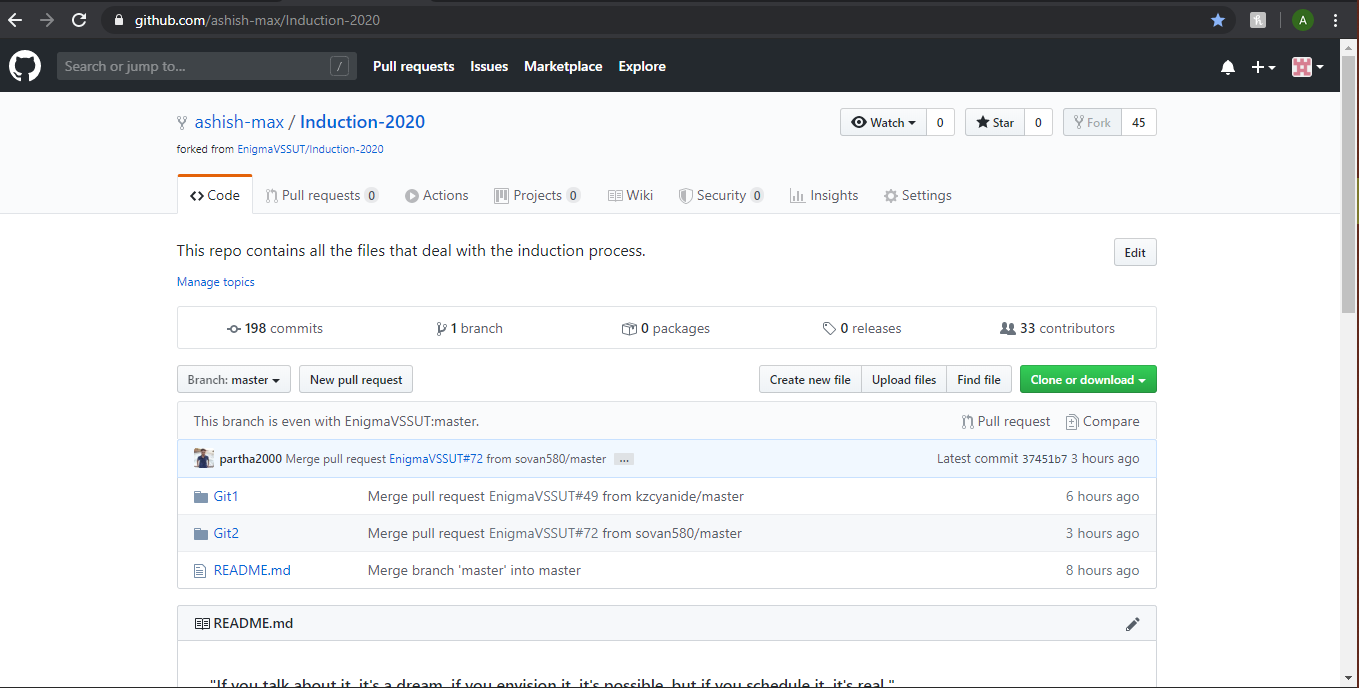 github.com/ashish-max/Induction-2020
A
Search or jump to... /
Pull requests Issues Marketplace Explore
ashish-max / Induction-2020
Watch 0 Star 0 Fork 45
forked from EnigmaVSSUT/Induction-2020
Code Pull requests 0 Actions Projects 0 Wiki Security 0 Insights Settings
This repo contains all the files that deal with the induction process.
Edit
Manage topics
198 commits 1 branch 0 packages 0 releases 33 contributors
Branch: master New pull request Create new file Upload files Find file Clone or download
This branch is even with EnigmaVSSUT:master. Pull request Compare
partha2000 Merge pull request EnigmaVSSUT#72 from sovan580/master ... Latest commit 37451b7 3 hours ago
Git1 Merge pull request EnigmaVSSUT#49 from kzcyanide/master 6 hours ago
Git2 Merge pull request EnigmaVSSUT#72 from sovan580/master 3 hours ago
README.md Merge branch 'master' into master 8 hours ago
README.md
"If you talk about it, it's a dream, if you envision it, it's possible, but if you schedule it, it's real."